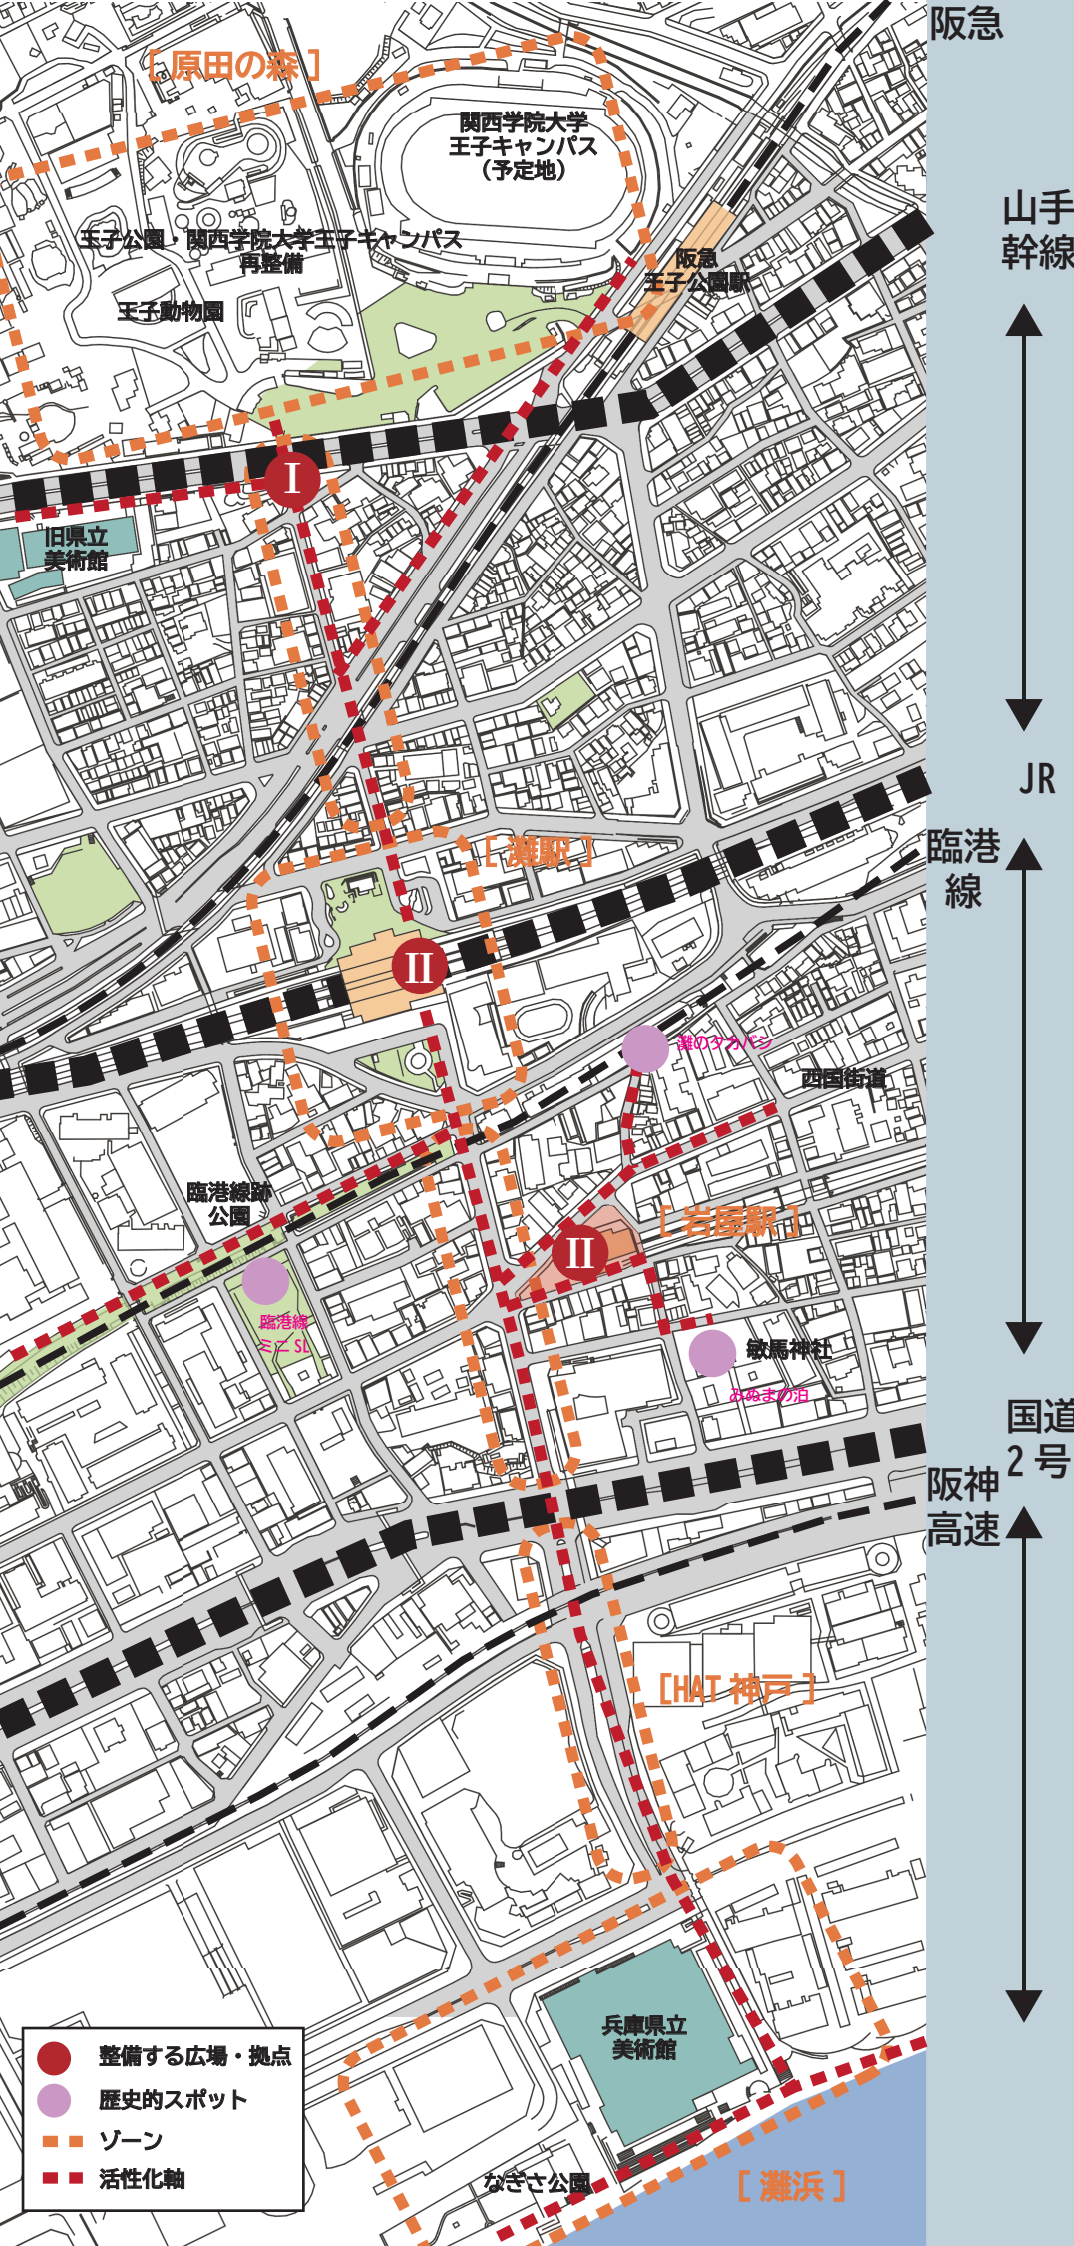 阪急
[ 原田の森 ]
関西学院大学
王子キャンパス
（予定地）
山手
幹線
王子公園・関西学院大学王子キャンパス
再整備
阪急
王子公園駅
王子動物園
I
旧県立
美術館
JR
[ 灘駅 ]
臨港
線
II
灘のタカバシ
西国街道
臨港線跡
公園
[ 岩屋駅 ]
II
臨港線
ミニ SL
敏馬神社
みぬまの泊
国道
2 号
阪神
高速
[HAT 神戸 ]
兵庫県立
美術館
整備する広場・拠点
歴史的スポット
ゾーン
活性化軸
なぎさ公園
[ 灘浜 ]